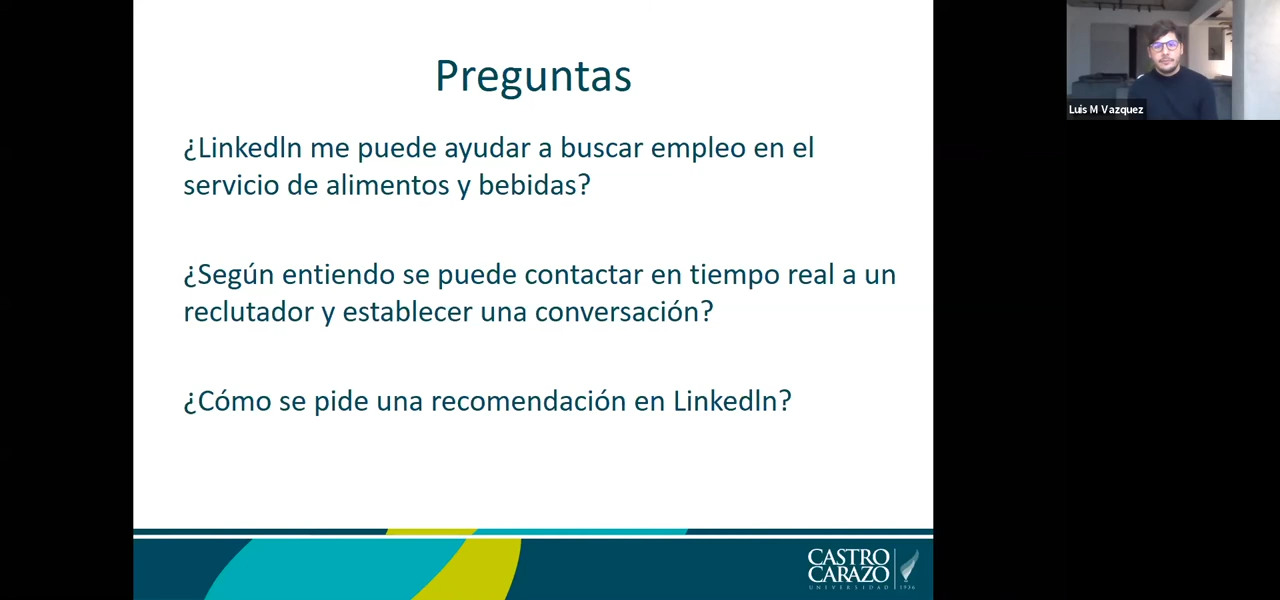 Preguntas
¿LinkedIn me puede ayudar a buscar empleo en el
servicio de alimentos y bebidas?
¿Según entiendo se puede contactar en tiempo real a un
reclutador y establecer una conversación?
¿Cómo se pide una recomendación en LinkedIn?
CASTRO
CARAZO
UNIVERSIDAD 1936
Luis M Vazquez